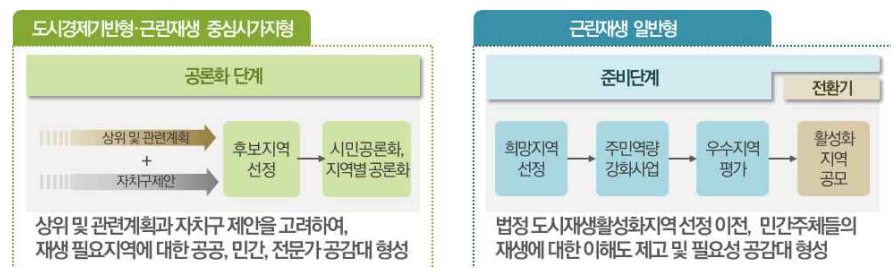 도시경제기반형·근린재생 중심시가지형
공론화 단계
상위 및 관련계획
+
자치구제안
후보지역
선정
시민공론화,
지역별 공론화
상위 및 관련계획과 자치구 제안을 고려하여,
재생 필요지역에 대한 공공, 민간, 전문가 공감대 형성
근린재생 일반형
준비단계
전환기
희망지역
선정
주민역량
강화사업
우수지역
평가
활성화
지역
공모
법정 도시재생활성화지역 선정 이전, 민간주체들의
재생에 대한 이해도 제고 및 필요성 공감대 형성